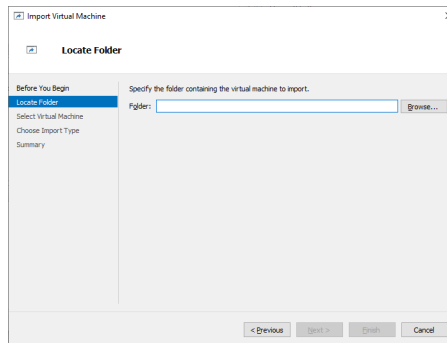 Import Virtual Machine
Locate Folder
Before You Begin
Locate Folder
Select Virtual Machine
Choose Import Type
Summary
Specify the folder containing the virtual machine to import.
Folder:
Browse...
< Previous
Next >
Finish
Cancel